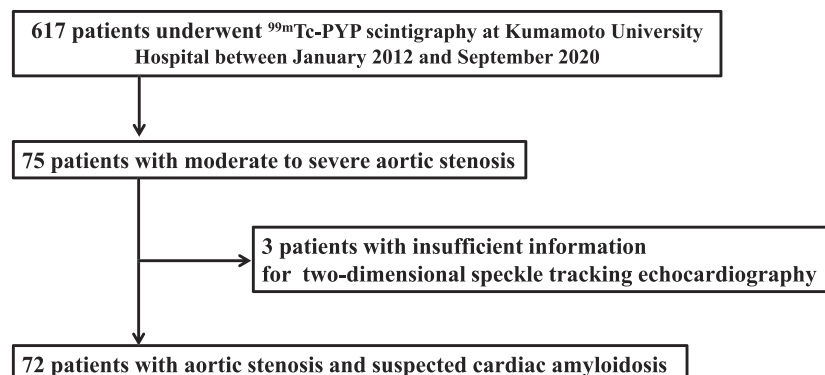 617 patients underwent ⁹⁹ᵐTc-PYP scintigraphy at Kumamoto University
Hospital between January 2012 and September 2020
75 patients with moderate to severe aortic stenosis
3 patients with insufficient information
for two-dimensional speckle tracking echocardiography
72 patients with aortic stenosis and suspected cardiac amyloidosis